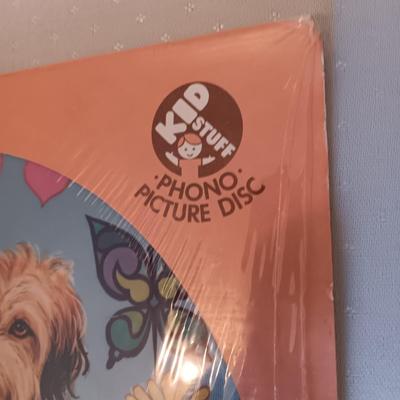 KID
STUFF
·PHONO·
PICTURE DISC